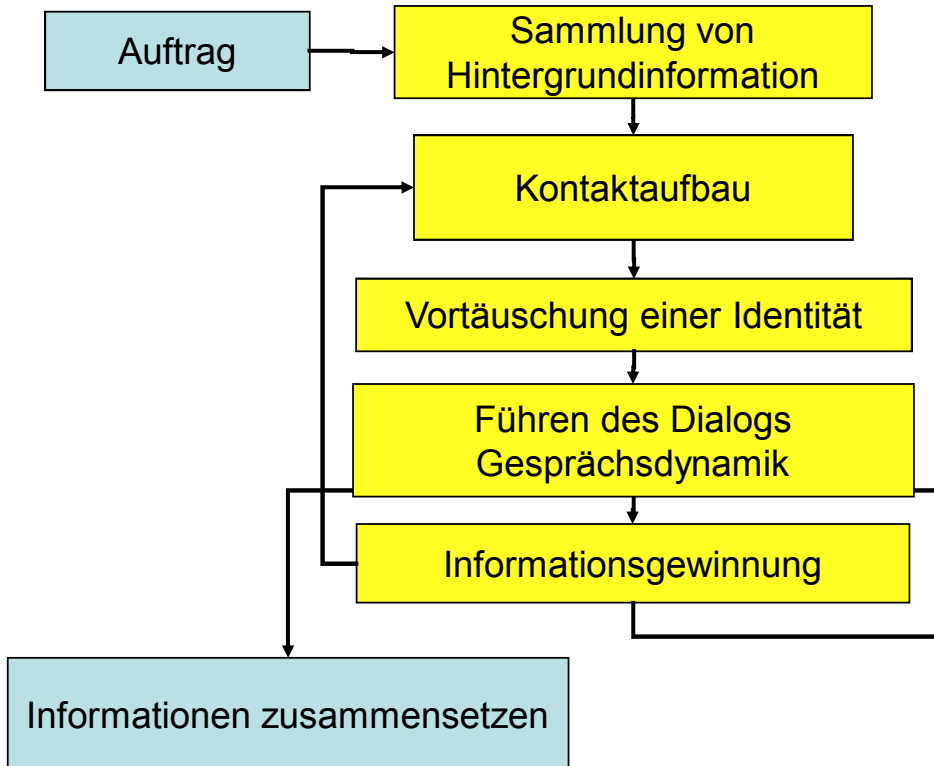 Auftrag
Sammlung von
Hintergrundinformation
Kontaktaufbau
Vortäuschung einer Identität
Führen des Dialogs
Gesprächsdynamik
Informationsgewinnung
Informationen zusammensetzen